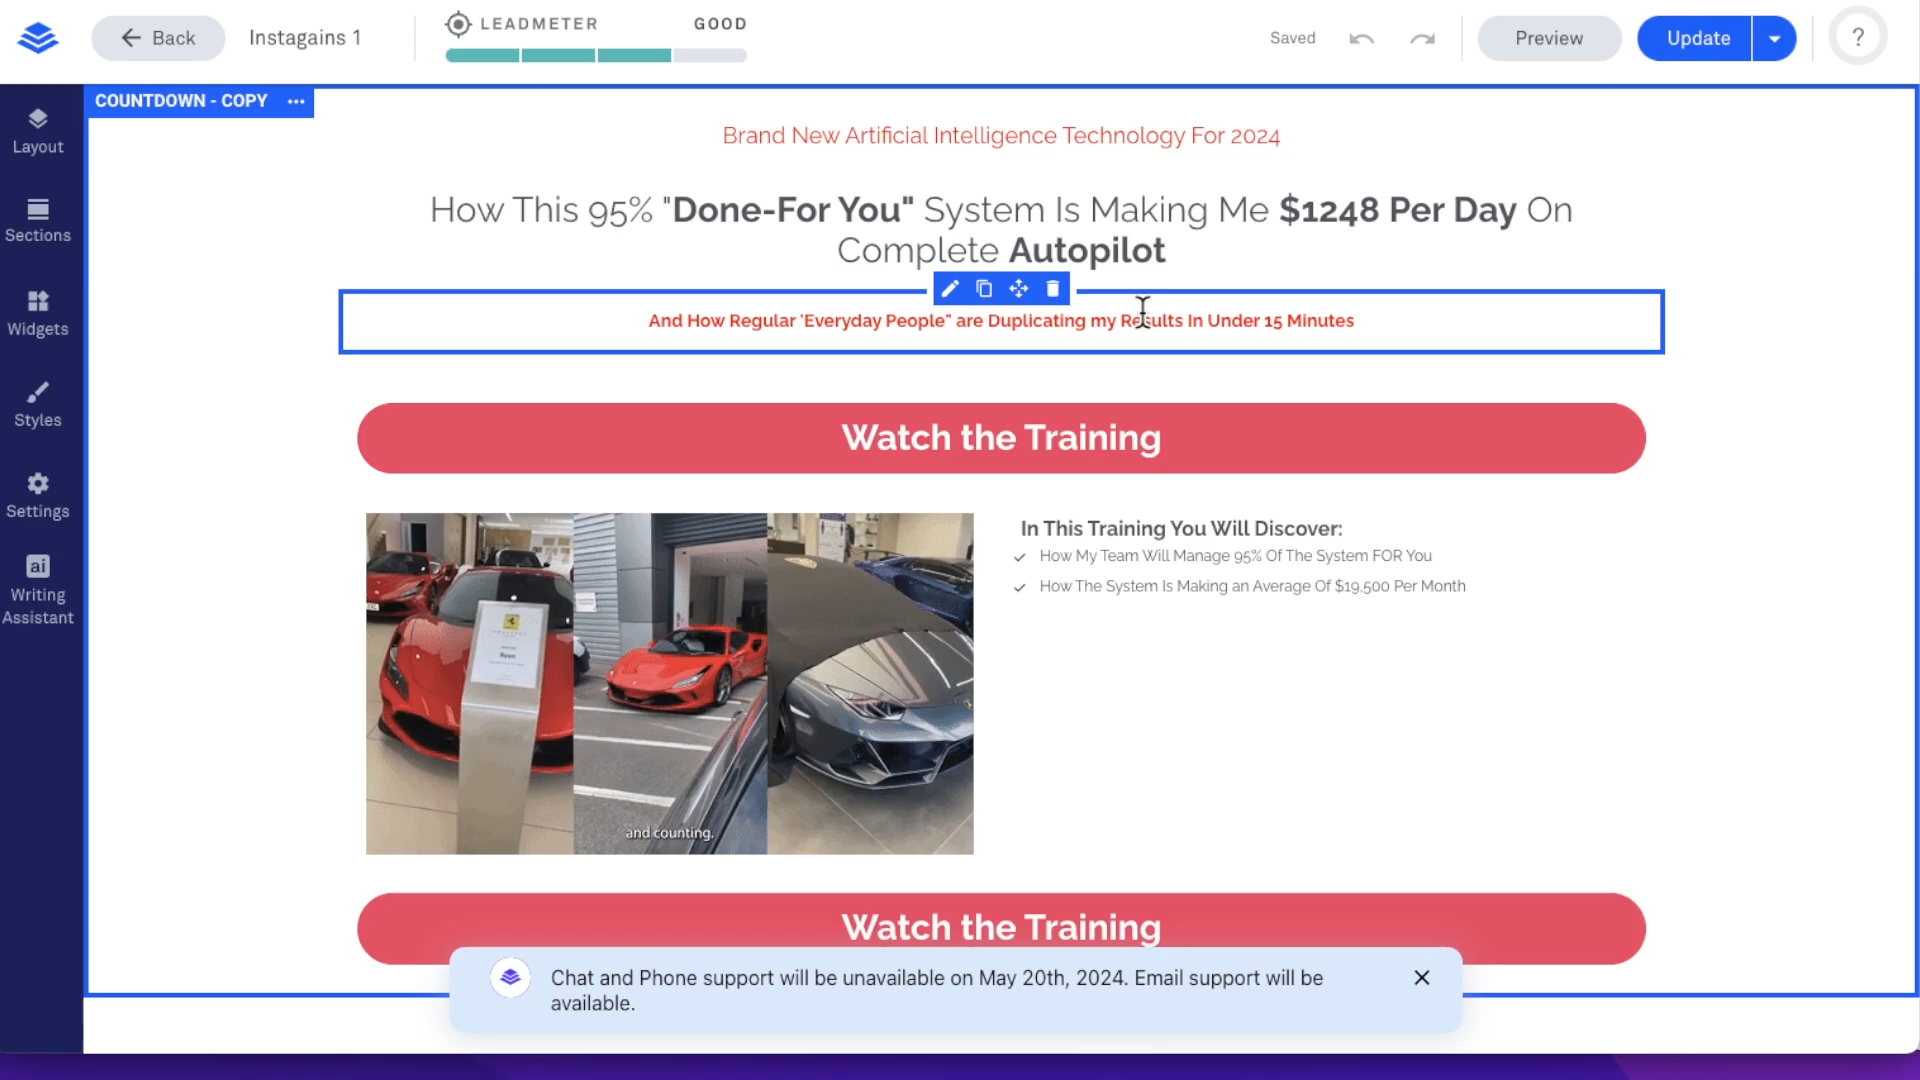 Back
Instagains 1
LEADMETER
GOOD
Saved
Preview
Update
?
COUNTDOWN - COPY
Layout
Sections
Widgets
Styles
Settings
ai
Writing
Assistant
Brand New Artificial Intelligence Technology For 2024
How This 95% "Done-For You" System Is Making Me $1248 Per Day On
Complete Autopilot
And How Regular 'Everyday People" are Duplicating my Results In Under 15 Minutes
Watch the Training
In This Training You Will Discover:
How My Team Will Manage 95% Of The System FOR You
How The System Is Making an Average Of $19,500 Per Month
Ryan
and counting.
Watch the Training
Chat and Phone support will be unavailable on May 20th, 2024. Email support will be
available.